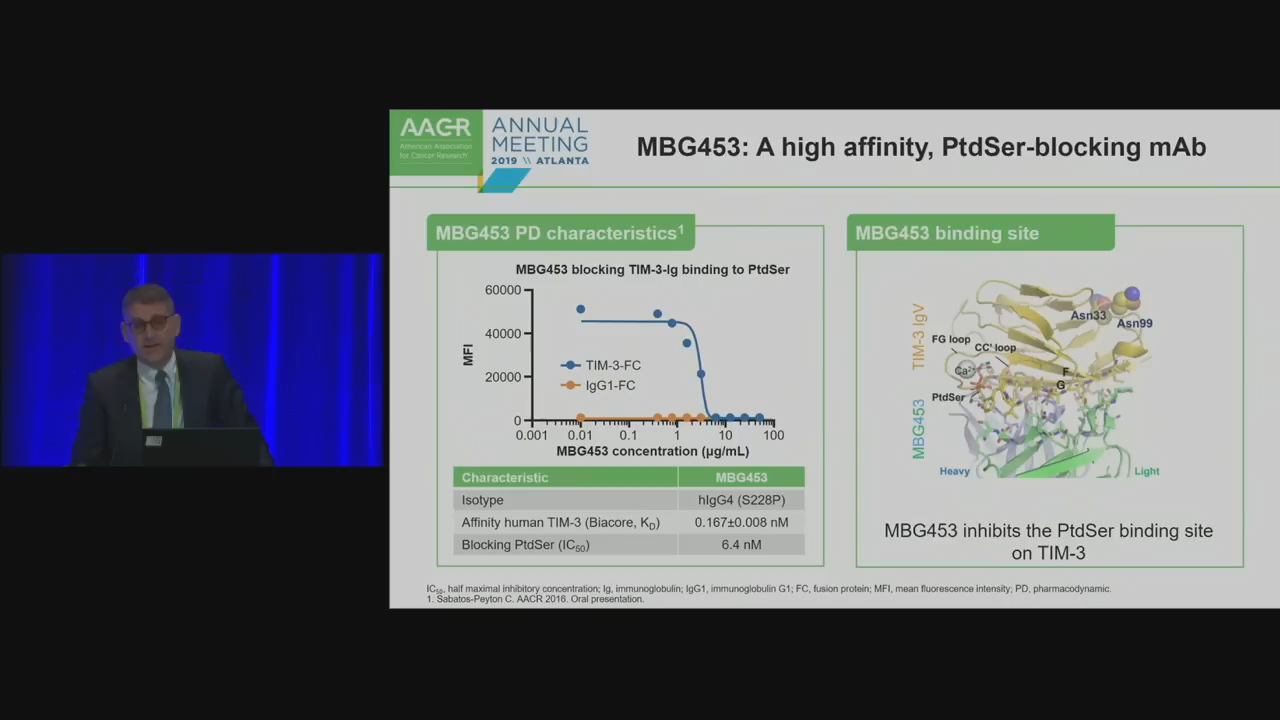 AACR
American Association
for Cancer Research
ANNUAL
MEETING
2019 \\ ATLANTA
MBG453: A high affinity, PtdSer-blocking mAb
MBG453 PD characteristics¹
MBG453 blocking TIM-3-Ig binding to PtdSer
60000
40000
20000
0
MFI
TIM-3-FC
IgG1-FC
0.001 0.01 0.1 1 10 100
MBG453 concentration (μg/mL)
Characteristic MBG453
Isotype hIgG4 (S228P)
Affinity human TIM-3 (Biacore, KD) 0.167±0.008 nM
Blocking PtdSer (IC50) 6.4 nM
MBG453 binding site
TIM-3 IgV
MBG453
Asn33
Asn99
FG loop
CC' loop
Ca²⁺
F
G
PtdSer
Heavy
Light
MBG453 inhibits the PtdSer binding site
on TIM-3
IC50, half maximal inhibitory concentration; Ig, immunoglobulin; IgG1, immunoglobulin G1; FC, fusion protein; MFI, mean fluorescence intensity; PD, pharmacodynamic.
1. Sabatos-Peyton C. AACR 2016. Oral presentation.